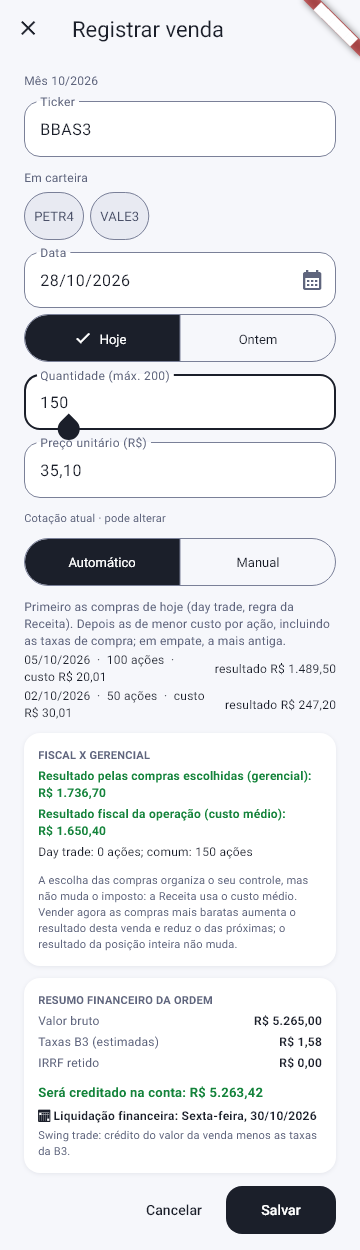 Registrar venda
Mês 10/2026
Ticker
BBAS3
Em carteira
PETR4
VALE3
Data
28/10/2026
Hoje
Ontem
Quantidade (máx. 200)
150
Preço unitário (R$)
35,10
Cotação atual · pode alterar
Automático
Manual
Primeiro as compras de hoje (day trade, regra da
Receita). Depois as de menor custo por ação, incluindo
as taxas de compra; em empate, a mais antiga.
05/10/2026 · 100 ações ·
custo R$ 20,01
resultado R$ 1.489,50
02/10/2026 · 50 ações · custo
R$ 30,01
resultado R$ 247,20
FISCAL X GERENCIAL
Resultado pelas compras escolhidas (gerencial):
R$ 1.736,70
Resultado fiscal da operação (custo médio):
R$ 1.650,40
Day trade: 0 ações; comum: 150 ações
A escolha das compras organiza o seu controle, mas
não muda o imposto: a Receita usa o custo médio.
Vender agora as compras mais baratas aumenta o
resultado desta venda e reduz o das próximas; o
resultado da posição inteira não muda.
RESUMO FINANCEIRO DA ORDEM
Valor bruto
R$ 5.265,00
Taxas B3 (estimadas)
R$ 1,58
IRRF retido
R$ 0,00
Será creditado na conta: R$ 5.263,42
Liquidação financeira: Sexta-feira, 30/10/2026
Swing trade: crédito do valor da venda menos as taxas
da B3.
Cancelar
Salvar